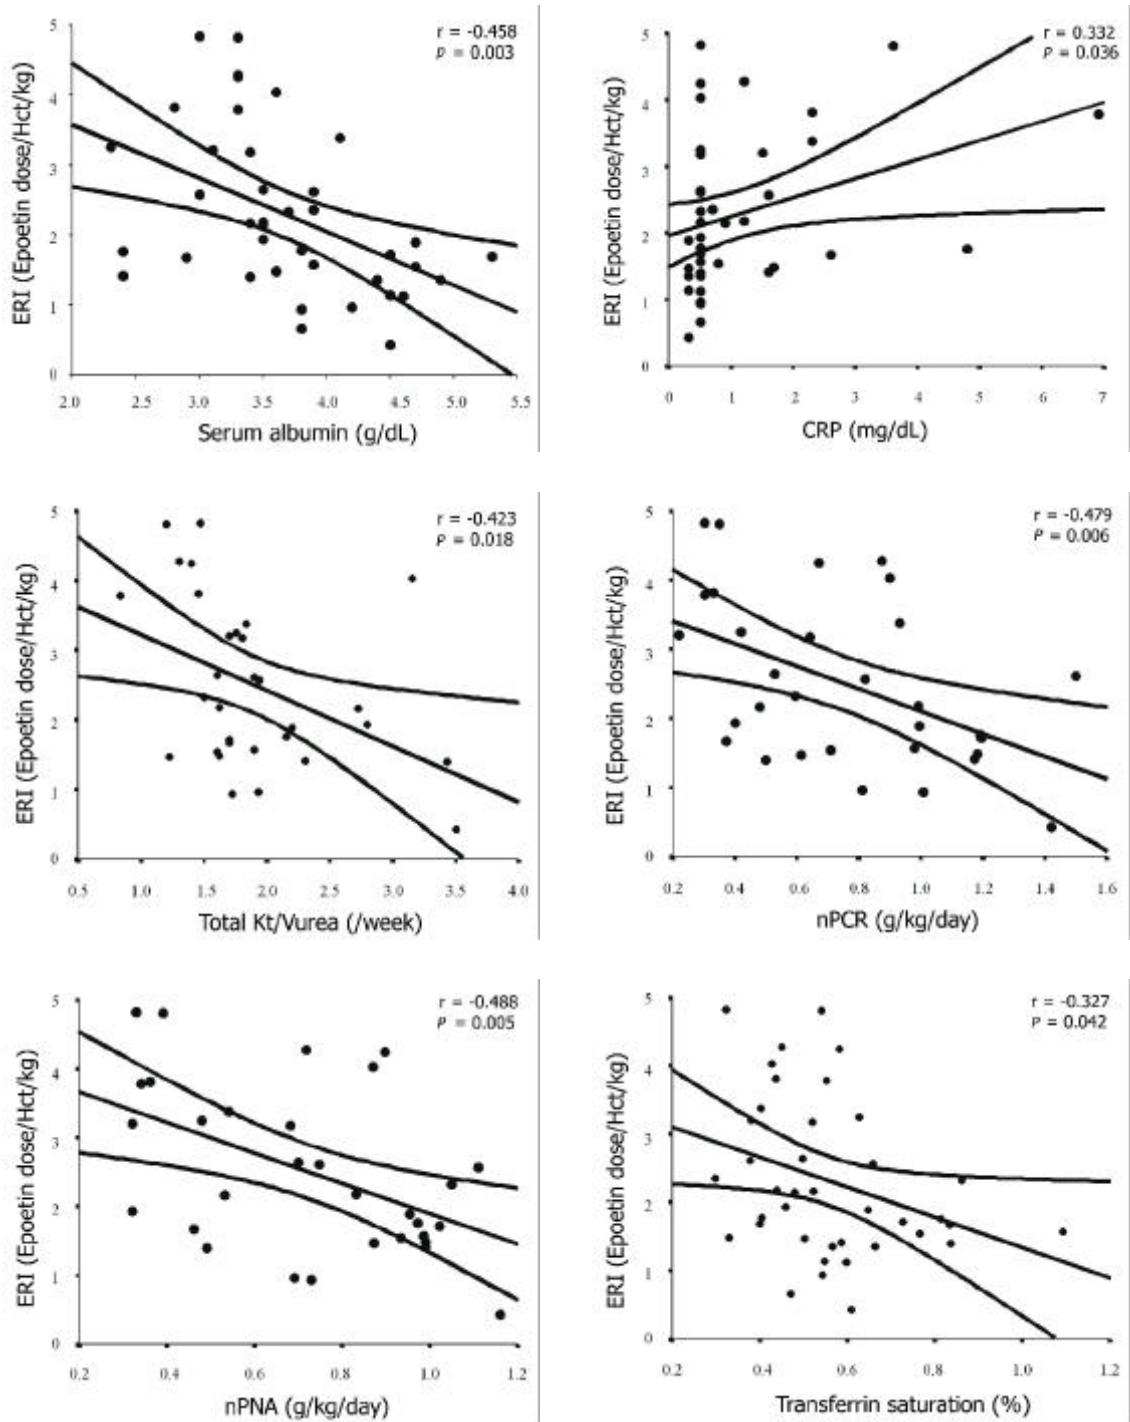 r = -0.458
P = 0.003
5
4
3
2
1
0
2.0 2.5 3.0 3.5 4.0 4.5 5.0 5.5
ERI (Epoetin dose/Hct/kg)
Serum albumin (g/dL)
r = 0.332
P = 0.036
5
4
3
2
1
0
0 1 2 3 4 5 6 7
ERI (Epoetin dose/Hct/kg)
CRP (mg/dL)
r = -0.423
P = 0.018
5
4
3
2
1
0
0.5 1.0 1.5 2.0 2.5 3.0 3.5 4.0
ERI (Epoetin dose/Hct/kg)
Total Kt/Vurea (/week)
r = -0.479
P = 0.006
5
4
3
2
1
0
0.2 0.4 0.6 0.8 1.0 1.2 1.4 1.6
ERI (Epoetin dose/Hct/kg)
nPCR (g/kg/day)
r = -0.488
P = 0.005
5
4
3
2
1
0
0.2 0.4 0.6 0.8 1.0 1.2
ERI (Epoetin dose/Hct/kg)
nPNA (g/kg/day)
r = -0.327
P = 0.042
5
4
3
2
1
0
0.2 0.4 0.6 0.8 1.0 1.2
ERI (Epoetin dose/Hct/kg)
Transferrin saturation (%)